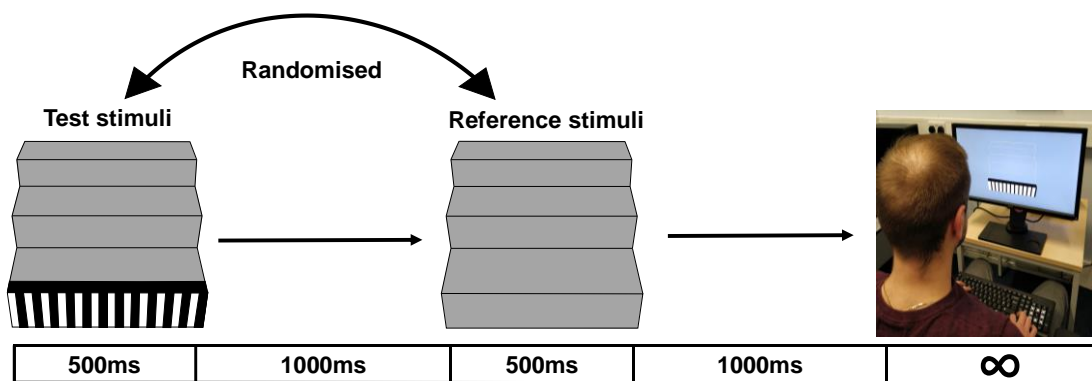 Randomised
Test stimuli
Reference stimuli
500ms
1000ms
500ms
1000ms
∞